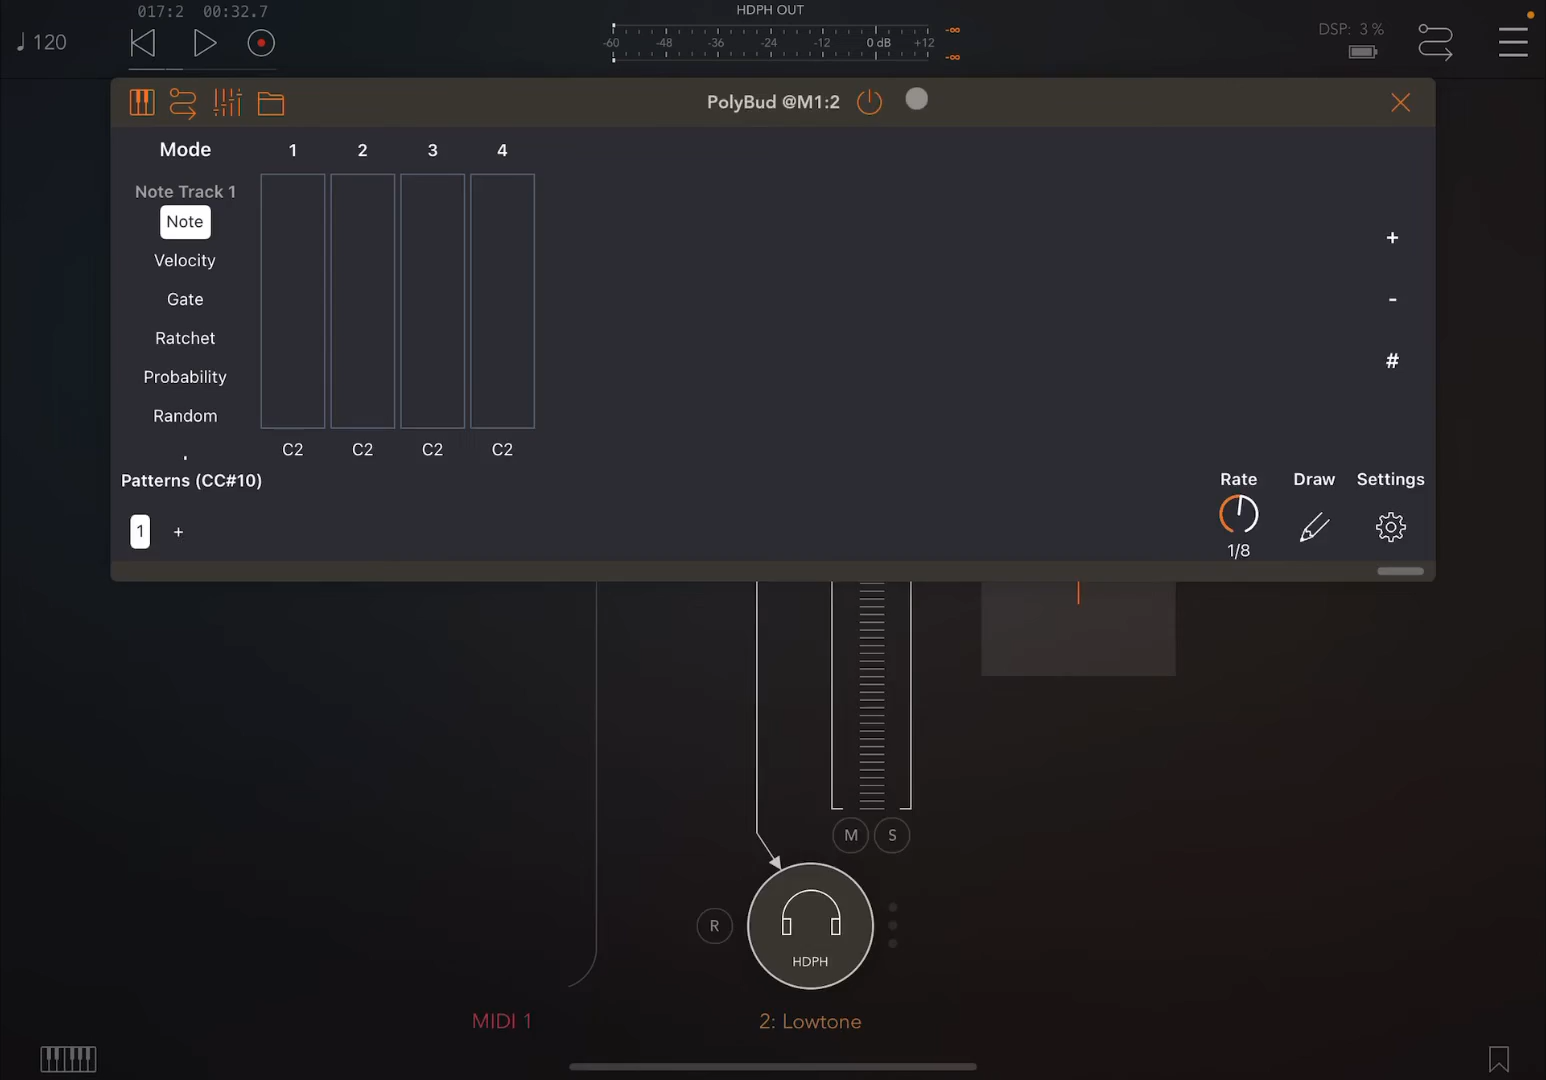 017:2 00:32.7
HDPH OUT
120
-60 -48 -36 -24 -12 0 dB +12
-∞
-∞
DSP: 3 %
PolyBud @M1:2
Mode 1 2 3 4
Note Track 1
Note
Velocity
Gate
Ratchet
Probability
Random
+
-
#
C2 C2 C2 C2
Patterns (CC#10)
1 +
Rate Draw Settings
1/8
M S
R
HDPH
MIDI 1
2: Lowtone